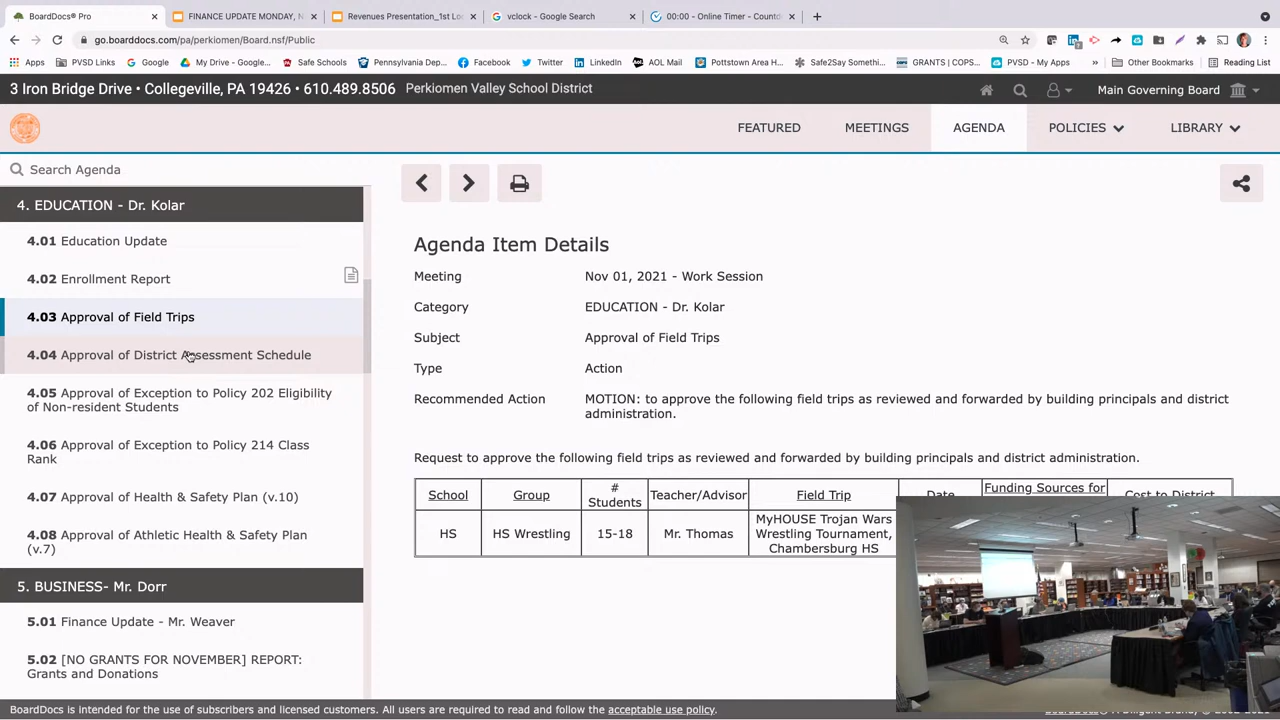 BoardDocs® Pro
FINANCE UPDATE MONDAY, N
Revenues Presentation_1st Loo
vclock - Google Search
00:00 - Online Timer - Countd
go.boarddocs.com/pa/perkiomen/Board.nsf/Public
Apps
PVSD Links
Google
My Drive - Google...
Safe Schools
Pennsylvania Dep...
Facebook
Twitter
LinkedIn
AOL Mail
Pottstown Area H...
Safe2Say Somethi...
GRANTS | COPS...
PVSD - My Apps
Other Bookmarks
Reading List
3 Iron Bridge Drive • Collegeville, PA 19426 • 610.489.8506
Perkiomen Valley School District
Main Governing Board
FEATURED
MEETINGS
AGENDA
POLICIES
LIBRARY
Search Agenda
4. EDUCATION - Dr. Kolar
4.01 Education Update
4.02 Enrollment Report
4.03 Approval of Field Trips
4.04 Approval of District Assessment Schedule
4.05 Approval of Exception to Policy 202 Eligibility
of Non-resident Students
4.06 Approval of Exception to Policy 214 Class
Rank
4.07 Approval of Health & Safety Plan (v.10)
4.08 Approval of Athletic Health & Safety Plan
(v.7)
5. BUSINESS- Mr. Dorr
5.01 Finance Update - Mr. Weaver
5.02 [NO GRANTS FOR NOVEMBER] REPORT:
Grants and Donations
Agenda Item Details
Meeting Nov 01, 2021 - Work Session
Category EDUCATION - Dr. Kolar
Subject Approval of Field Trips
Type Action
Recommended Action MOTION: to approve the following field trips as reviewed and forwarded by building principals and district
administration.
Request to approve the following field trips as reviewed and forwarded by building principals and district administration.
School Group # Students Teacher/Advisor Field Trip Date Funding Sources for Cost to District
HS HS Wrestling 15-18 Mr. Thomas MyHOUSE Trojan Wars
Wrestling Tournament,
Chambersburg HS
BoardDocs is intended for the use of subscribers and licensed customers. All users are required to read and follow the acceptable use policy.